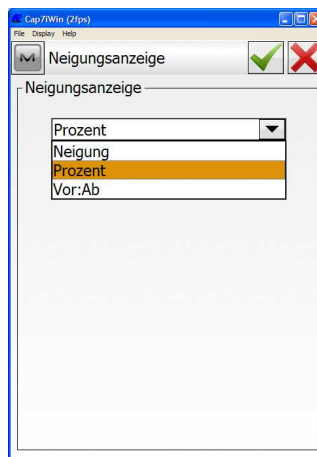 Cap7iWin (2fps)
File Display Help
Neigungsanzeige
Neigungsanzeige
Prozent
Neigung
Prozent
Vor:Ab